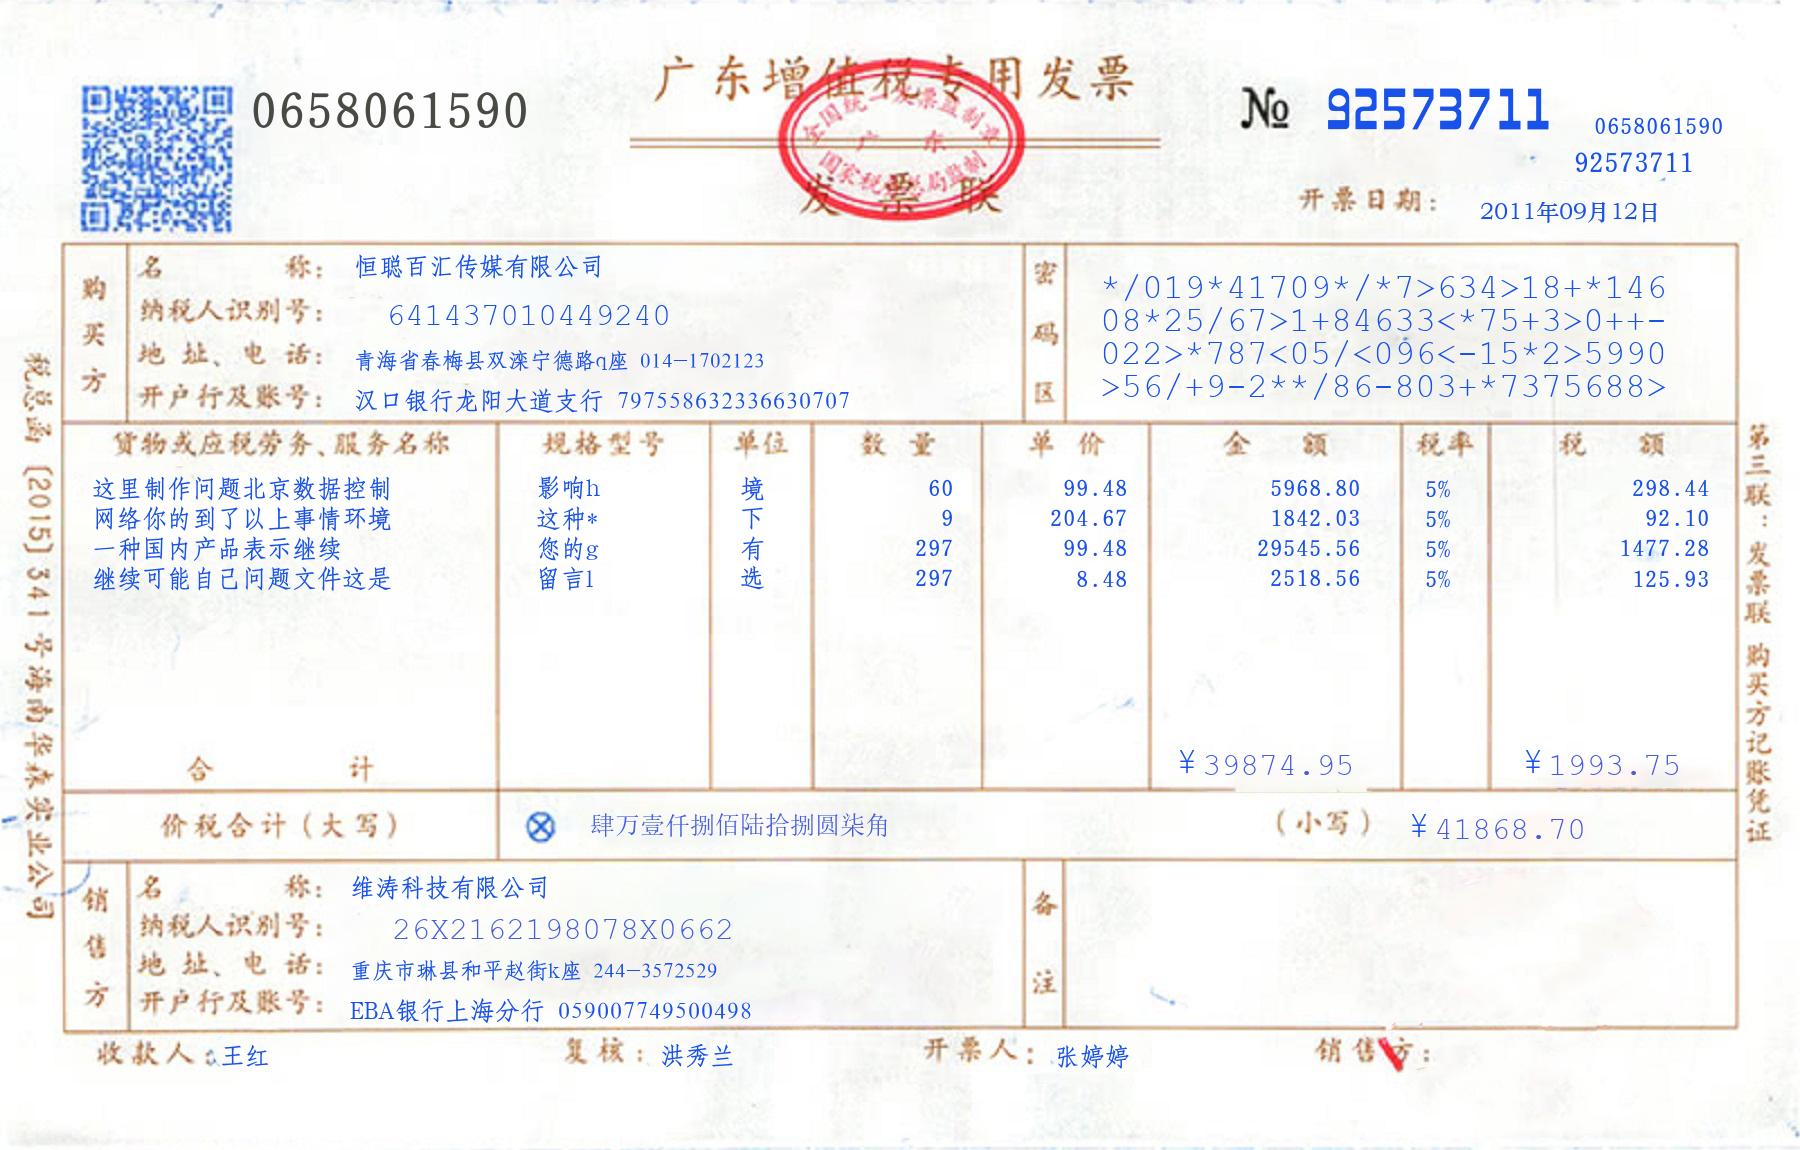 0658061590
广东增值税专用发票
发票联
全国统一发票监制章
广东
国家税务总局监制
№ 92573711
0658061590
92573711
开票日期： 2011年09月12日
购买方
名称： 恒聪百汇传媒有限公司
纳税人识别号： 641437010449240
地址、电话： 青海省春梅县双滦宁德路q座 014-1702123
开户行及账号： 汉口银行龙阳大道支行 797558632336630707
密码区
*/019*41709*/*7>634>18+*146
08*25/67>1+84633<*75+3>0++-
022>*787<05/<096<-15*2>5990
>56/+9-2**/86-803+*7375688>
货物或应税劳务、服务名称 规格型号 单位 数量 单价 金额 税率 税额
这里制作问题北京数据控制 影响h 境 60 99.48 5968.80 5% 298.44
网络你的到了以上事情环境 这种* 下 9 204.67 1842.03 5% 92.10
一种国内产品表示继续 您的g 有 297 99.48 29545.56 5% 1477.28
继续可能自己问题文件这是 留言l 选 297 8.48 2518.56 5% 125.93
合计 ¥39874.95 ¥1993.75
价税合计（大写） ⊗ 肆万壹仟捌佰陆拾捌圆柒角 （小写） ¥41868.70
销售方
名称： 维涛科技有限公司
纳税人识别号： 26X2162198078X0662
地址、电话： 重庆市琳县和平赵街k座 244-3572529
开户行及账号： EBA银行上海分行 059007749500498
备注
收款人：王红 复核：洪秀兰 开票人：张婷婷 销售方：
税总函〔2015〕341号海南华森实业公司
第三联：发票联 购买方记账凭证